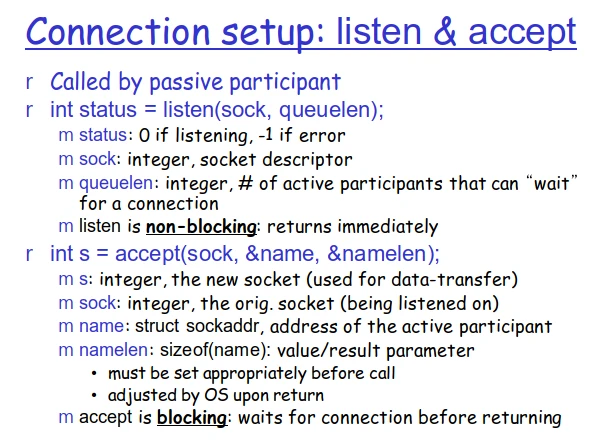 Connection setup: listen & accept
r Called by passive participant
r int status = listen(sock, queuelen);
m status: 0 if listening, -1 if error
m sock: integer, socket descriptor
m queuelen: integer, # of active participants that can “wait”
for a connection
m listen is non-blocking: returns immediately
r int s = accept(sock, &name, &namelen);
m s: integer, the new socket (used for data-transfer)
m sock: integer, the orig. socket (being listened on)
m name: struct sockaddr, address of the active participant
m namelen: sizeof(name): value/result parameter
• must be set appropriately before call
• adjusted by OS upon return
m accept is blocking: waits for connection before returning